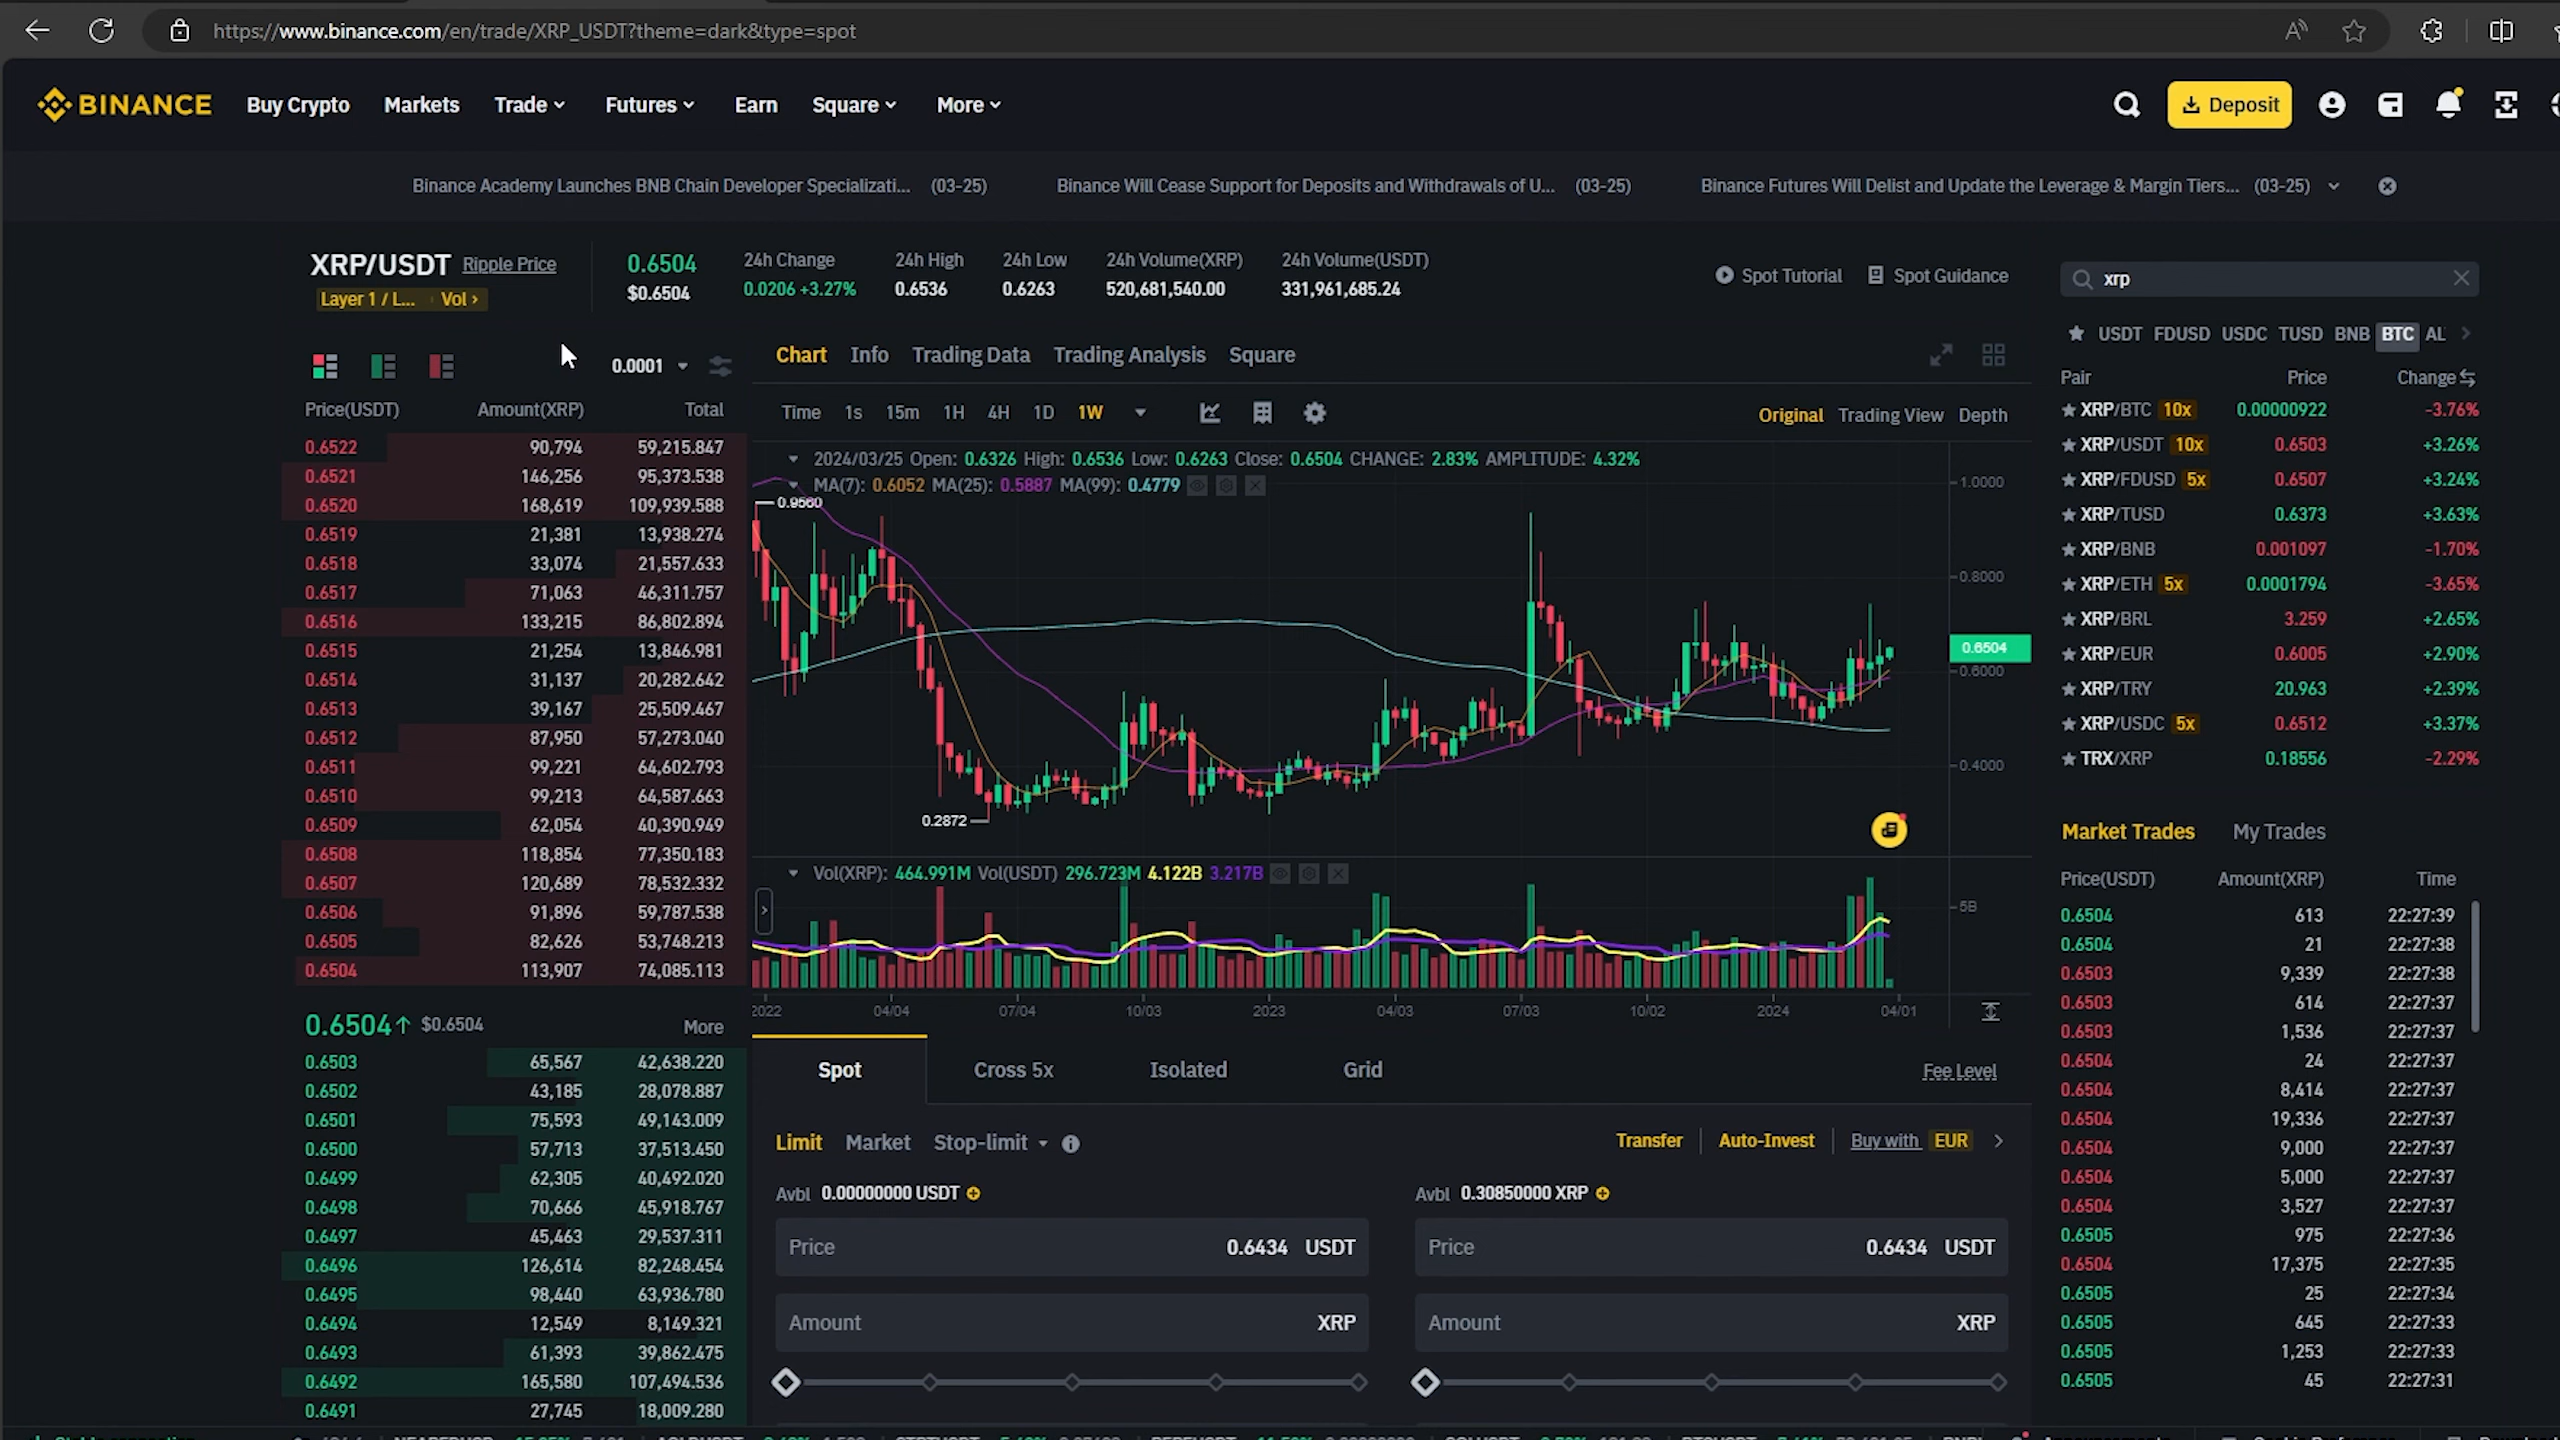 https://www.binance.com/en/trade/XRP_USDT?theme=dark&type=spot
BINANCE Buy Crypto Markets Trade Futures Earn Square More Deposit
Binance Academy Launches BNB Chain Developer Specializati... (03-25) Binance Will Cease Support for Deposits and Withdrawals of U... (03-25) Binance Futures Will Delist and Update the Leverage & Margin Tiers... (03-25)
XRP/USDT Ripple Price
Layer 1 / L... Vol
0.6504
$0.6504
24h Change 24h High 24h Low 24h Volume(XRP) 24h Volume(USDT)
0.0206 +3.27% 0.6536 0.6263 520,681,540.00 331,961,685.24
Spot Tutorial Spot Guidance
0.0001
Price(USDT) Amount(XRP) Total
0.6522 90,794 59,215.847
0.6521 146,256 95,373.538
0.6520 168,619 109,939.588
0.6519 21,381 13,938.274
0.6518 33,074 21,557.633
0.6517 71,063 46,311.757
0.6516 133,215 86,802.894
0.6515 21,254 13,846.981
0.6514 31,137 20,282.642
0.6513 39,167 25,509.467
0.6512 87,950 57,273.040
0.6511 99,221 64,602.793
0.6510 99,213 64,587.663
0.6509 62,054 40,390.949
0.6508 118,854 77,350.183
0.6507 120,689 78,532.332
0.6506 91,896 59,787.538
0.6505 82,626 53,748.213
0.6504 113,907 74,085.113
0.6504↑ $0.6504 More
0.6503 65,567 42,638.220
0.6502 43,185 28,078.887
0.6501 75,593 49,143.009
0.6500 57,713 37,513.450
0.6499 62,305 40,492.020
0.6498 70,666 45,918.767
0.6497 45,463 29,537.311
0.6496 126,614 82,248.454
0.6495 98,440 63,936.780
0.6494 12,549 8,149.321
0.6493 61,393 39,862.475
0.6492 165,580 107,494.536
0.6491 27,745 18,009.280
Chart Info Trading Data Trading Analysis Square
Time 1s 15m 1H 4H 1D 1W Original Trading View Depth
2024/03/25 Open: 0.6326 High: 0.6536 Low: 0.6263 Close: 0.6504 CHANGE: 2.83% AMPLITUDE: 4.32%
MA(7): 0.6052 MA(25): 0.5887 MA(99): 0.4779
1.0000
0.9560
0.8000
0.6504
0.6000
0.4000
0.2872
Vol(XRP): 464.991M Vol(USDT) 296.723M 4.122B 3.217B
5B
2022 04/04 07/04 10/03 2023 04/03 07/03 10/02 2024 04/01
Spot Cross 5x Isolated Grid Fee Level
Limit Market Stop-limit Transfer Auto-Invest Buy with EUR
Avbl 0.00000000 USDT Avbl 0.30850000 XRP
Price 0.6434 USDT Price 0.6434 USDT
Amount XRP Amount XRP
xrp
USDT FDUSD USDC TUSD BNB BTC AL
Pair Price Change
XRP/BTC 10x 0.00000922 -3.76%
XRP/USDT 10x 0.6503 +3.26%
XRP/FDUSD 5x 0.6507 +3.24%
XRP/TUSD 0.6373 +3.63%
XRP/BNB 0.001097 -1.70%
XRP/ETH 5x 0.0001794 -3.65%
XRP/BRL 3.259 +2.65%
XRP/EUR 0.6005 +2.90%
XRP/TRY 20.963 +2.39%
XRP/USDC 5x 0.6512 +3.37%
TRX/XRP 0.18556 -2.29%
Market Trades My Trades
Price(USDT) Amount(XRP) Time
0.6504 613 22:27:39
0.6504 21 22:27:38
0.6503 9,339 22:27:38
0.6503 614 22:27:37
0.6503 1,536 22:27:37
0.6504 24 22:27:37
0.6504 8,414 22:27:37
0.6504 19,336 22:27:37
0.6504 9,000 22:27:37
0.6504 5,000 22:27:37
0.6504 3,527 22:27:37
0.6505 975 22:27:36
0.6504 17,375 22:27:35
0.6505 25 22:27:34
0.6505 645 22:27:33
0.6505 1,253 22:27:33
0.6505 45 22:27:31